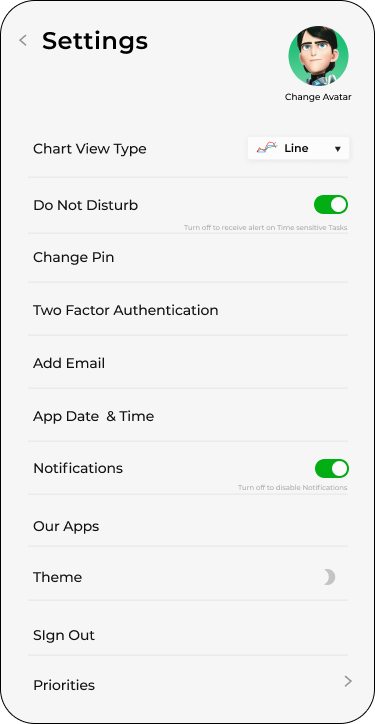 Settings
Change Avatar
Chart View Type
Line
Do Not Disturb
Turn off to receive alert on Time sensitive Tasks
Change Pin
Two Factor Authentication
Add Email
App Date & Time
Notifications
Turn off to disable Notifications
Our Apps
Theme
SIgn Out
Priorities